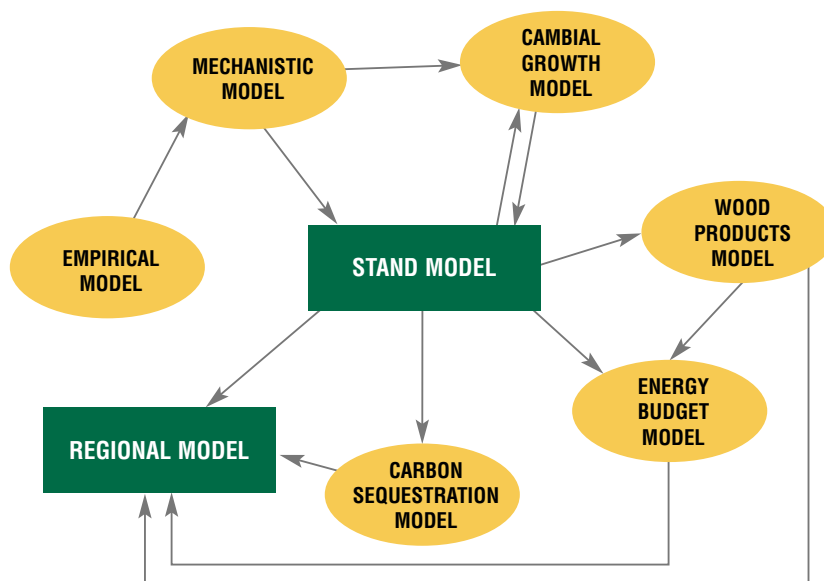 MECHANISTIC
MODEL
CAMBIAL
GROWTH
MODEL
EMPIRICAL
MODEL
STAND MODEL
WOOD
PRODUCTS
MODEL
REGIONAL MODEL
CARBON
SEQUESTRATION
MODEL
ENERGY
BUDGET
MODEL